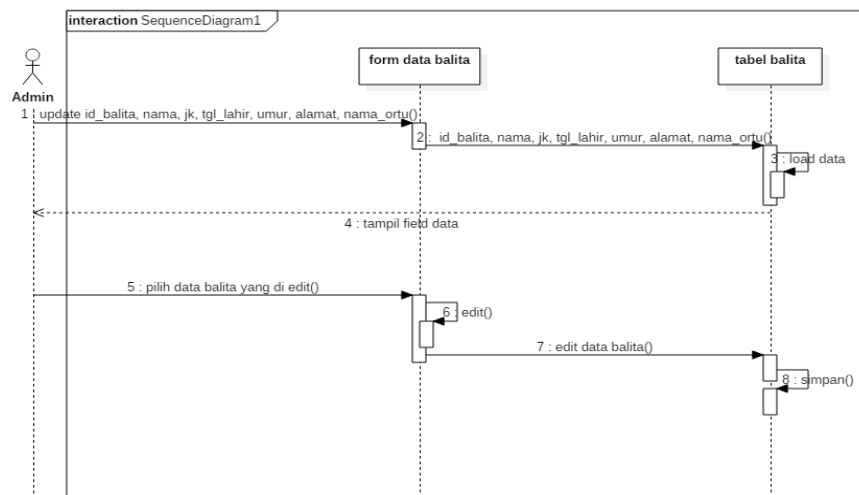 interaction SequenceDiagram1
form data balita
tabel balita
Admin
1 update id_balita, nama, jk, tgl_lahir, umur, alamat, nama_ortu()
2 : id_balita, nama, jk, tgl_lahir, umur, alamat, nama_ortu()
3 : load data
4 : tampil field data
5 : pilih data balita yang di edit()
6 : edit()
7 : edit data balita()
8 : simpan()